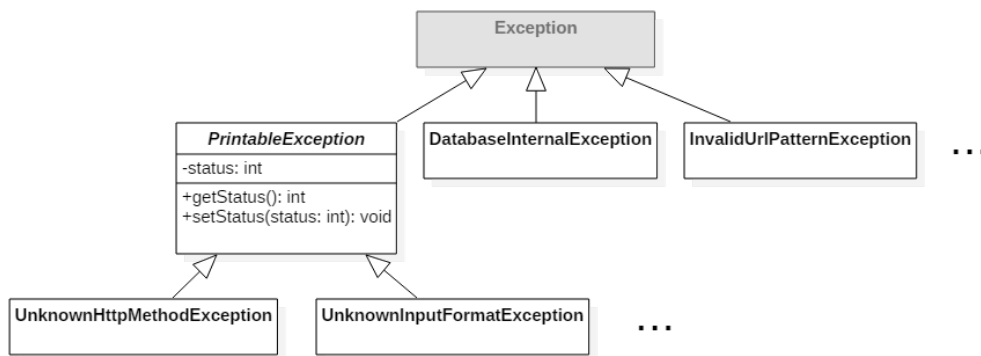 Exception
PrintableException
-status: int
+getStatus(): int
+setStatus(status: int): void
DatabaseInternalException
InvalidUrlPatternException
...
UnknownHttpMethodException
UnknownInputFormatException
...